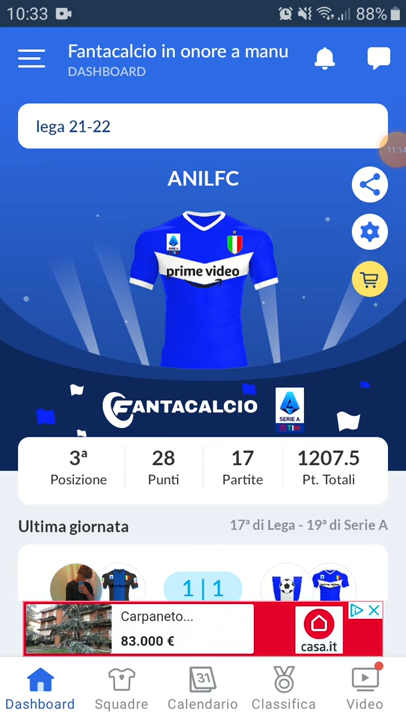 10:33
88%
Fantacalcio in onore a manu
DASHBOARD
lega 21-22
11:14
ANILFC
prime video
FANTACALCIO
SERIE A
3ª
Posizione
28
Punti
17
Partite
1207.5
Pt. Totali
Ultima giornata
17ª di Lega - 19ª di Serie A
1 | 1
Carpaneto...
83.000 €
casa.it
31
Dashboard
Squadre
Calendario
Classifica
Video